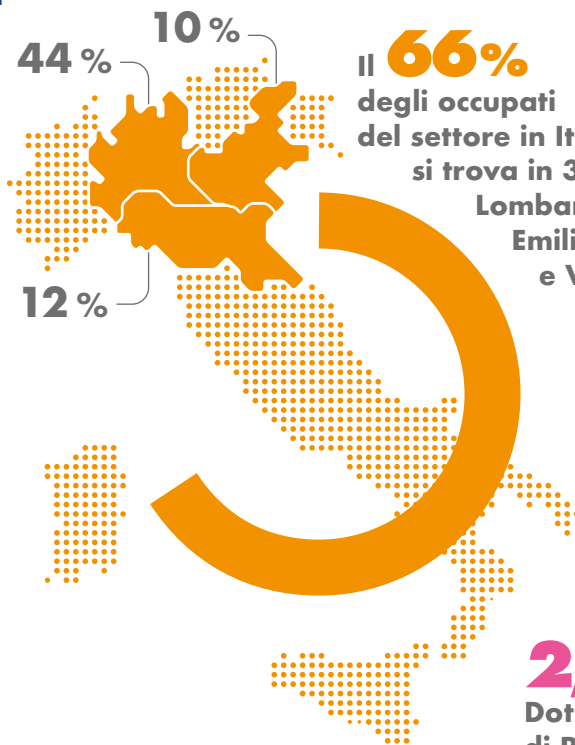 10 %
44 %
Il 66%
degli occupati
del settore in It
si trova in 3
Lombar
Emili
e V
12 %
2,
Dot
di